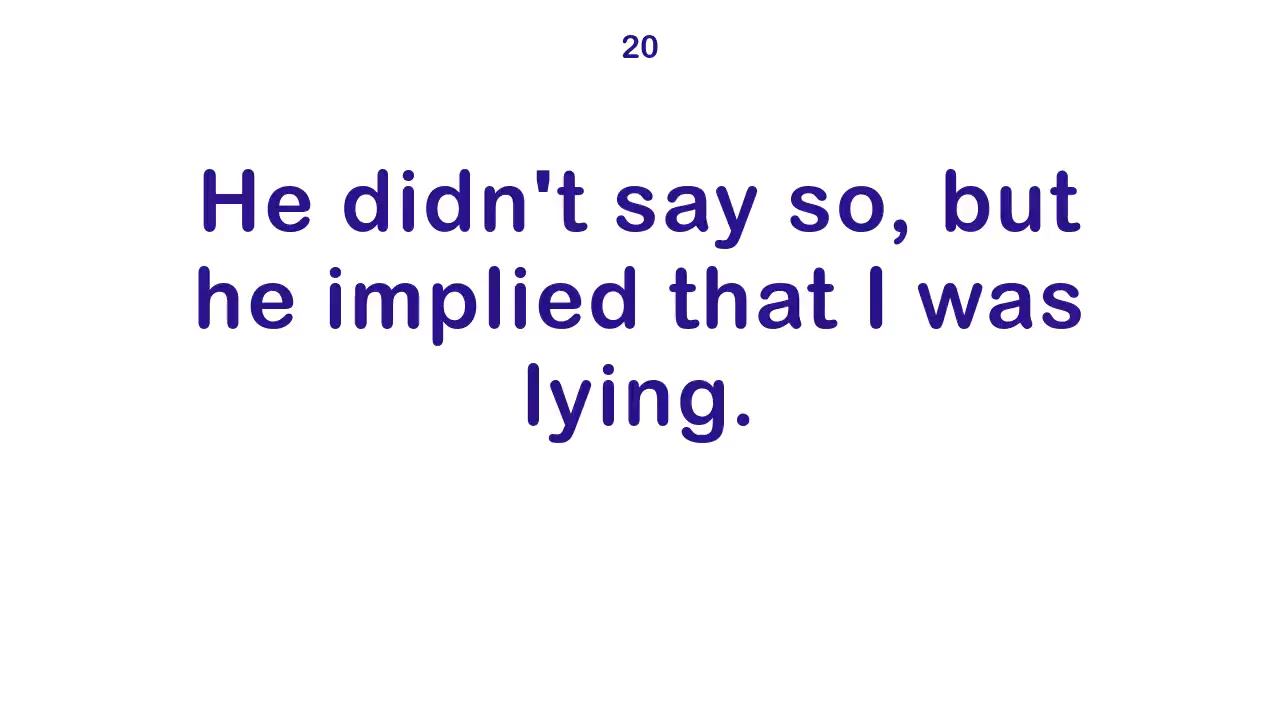 20
He didn't say so, but
he implied that I was
lying.